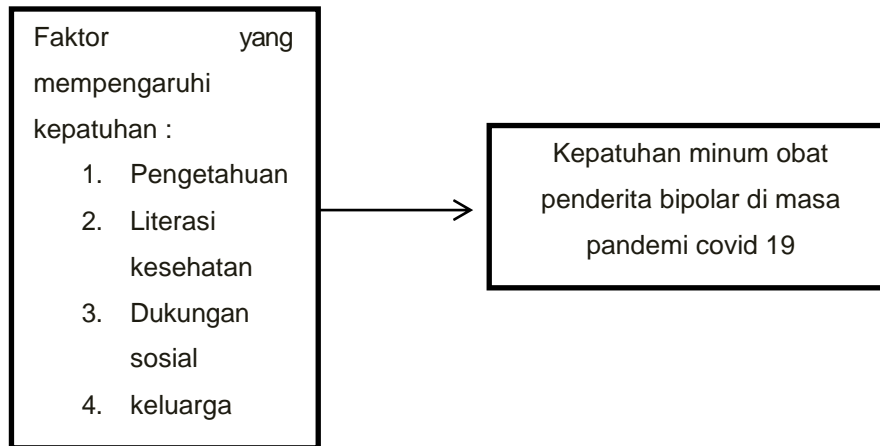 Faktor yang
mempengaruhi
kepatuhan :
1. Pengetahuan
2. Literasi
kesehatan
3. Dukungan
sosial
4. keluarga
Kepatuhan minum obat
penderita bipolar di masa
pandemi covid 19